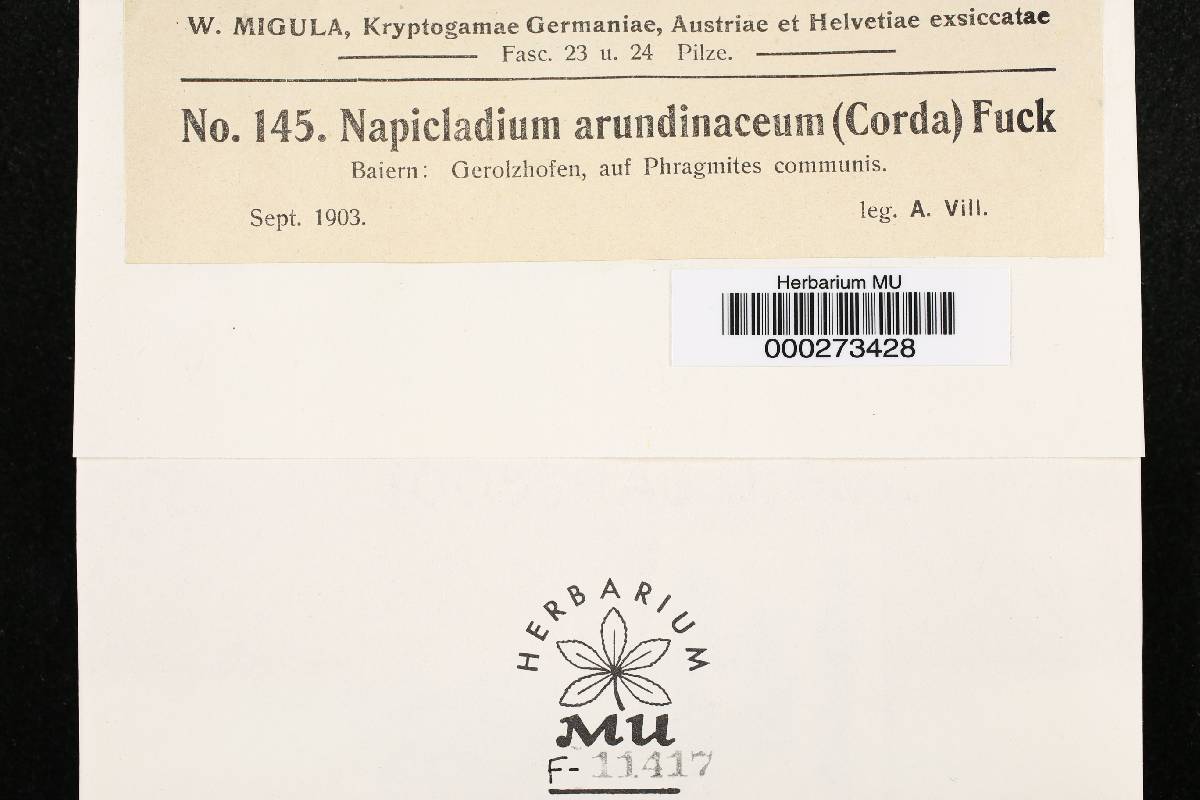 W. MIGULA, Kryptogamae Germaniae, Austriae et Helvetiae exsiccatae
Fasc. 23 u. 24 Pilze.
No. 145. Napicladium arundinaceum (Corda) Fuck
Baiern: Gerolzhofen, auf Phragmites communis.
Sept. 1903.
leg. A. Vill.
Herbarium MU
000273428
HERBARIUM
MU
F- 11417